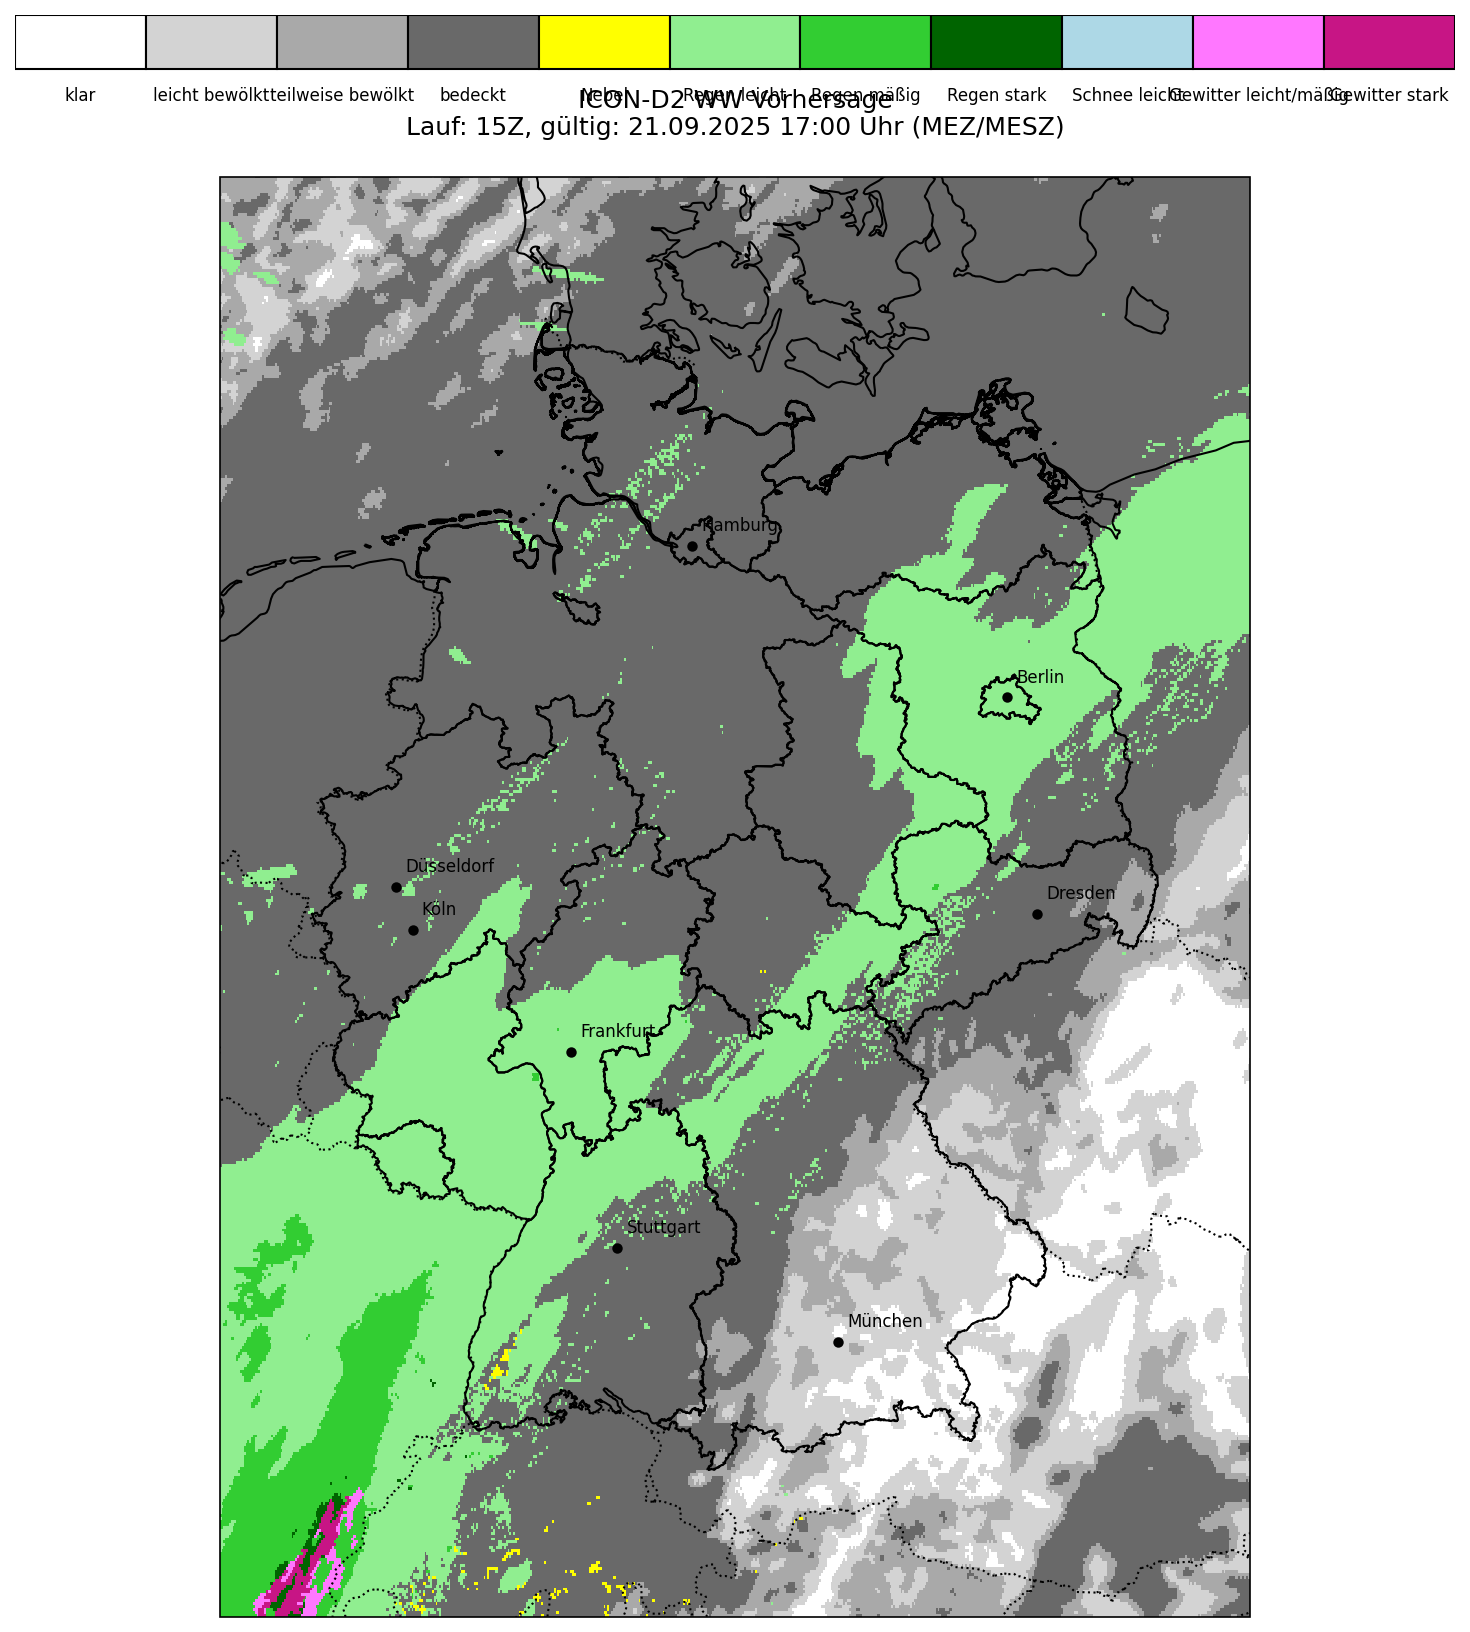 klar
leicht bewölkt
teilweise bewölkt
bedeckt
Nebel
Regen leicht
Regen mäßig
Regen stark
Schnee leicht
Gewitter leicht/mäßig
Gewitter stark
ICON-D2 WW Vorhersage
Lauf: 15Z, gültig: 21.09.2025 17:00 Uhr (MEZ/MESZ)
Hamburg
Berlin
Düsseldorf
Köln
Dresden
Frankfurt
Stuttgart
München